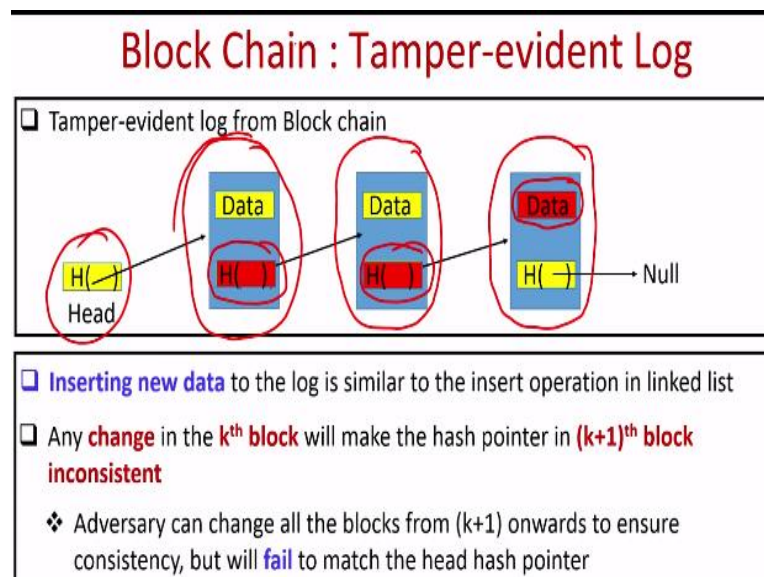 Block Chain : Tamper-evident Log
❑ Tamper-evident log from Block chain
Data
Data
Data
H( )
H( )
H( )
H( )
Null
Head
❑ Inserting new data to the log is similar to the insert operation in linked list
❑ Any change in the kth block will make the hash pointer in (k+1)th block
inconsistent
❖ Adversary can change all the blocks from (k+1) onwards to ensure
consistency, but will fail to match the head hash pointer